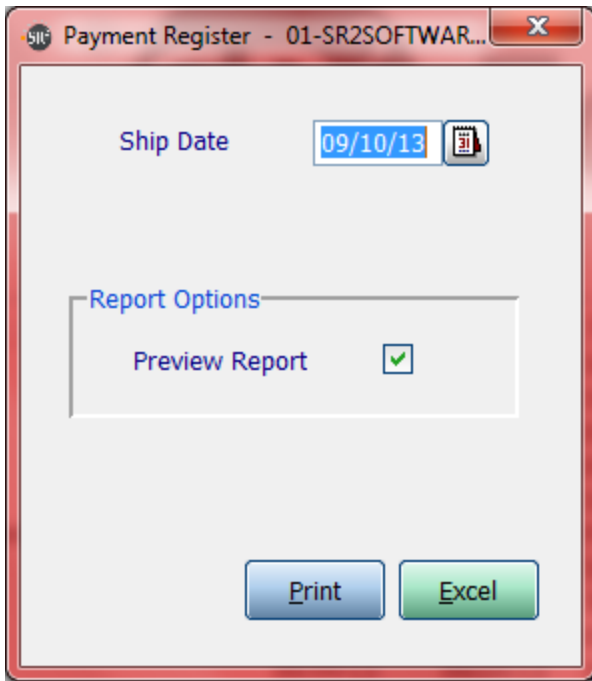 Payment Register - 01-SR2SOFTWAR...
Ship Date 09/10/13
Report Options
Preview Report
Print Excel